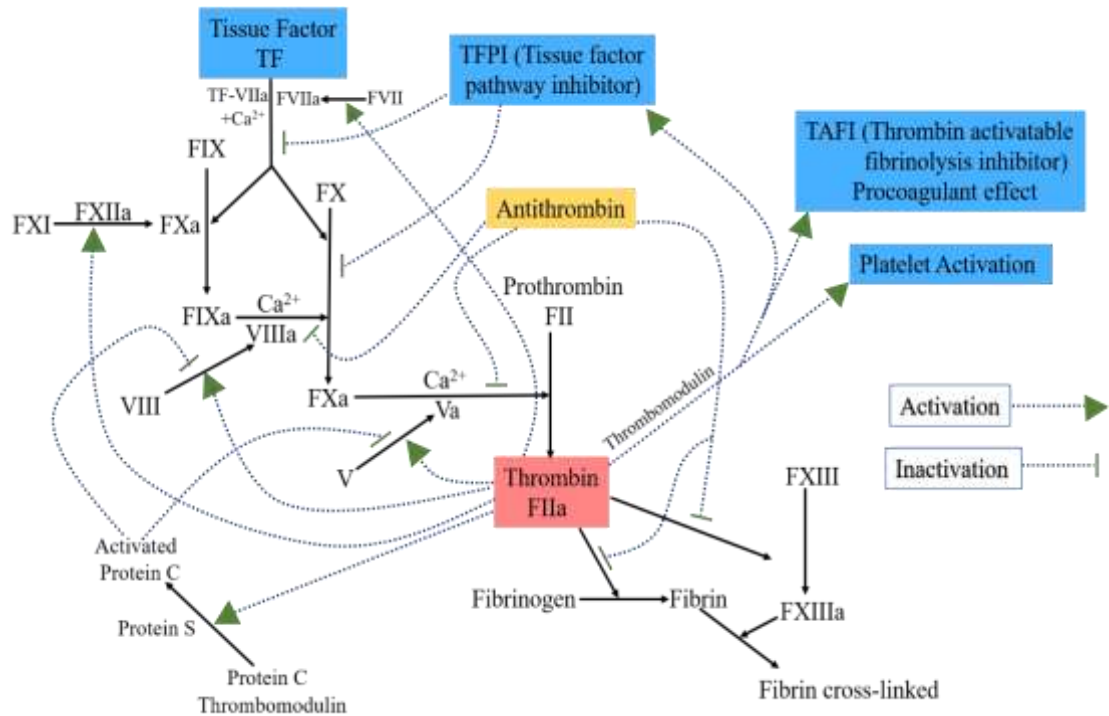 Tissue Factor
TF
TFPI (Tissue factor
pathway inhibitor)
TF-VIIa
+Ca²⁺
FVIIa
FVII
TAFI (Thrombin activatable
fibrinolysis inhibitor)
Procoagulant effect
FIX
FX
Antithrombin
FXI
FXIIa
FXa
Platelet Activation
Prothrombin
FII
FIXa
Ca²⁺
VIIIa
VIII
FXa
Ca²⁺
Va
V
Thrombomodulin
Activation
Inactivation
Thrombin
FIIa
FXIII
Activated
Protein C
Fibrinogen
Fibrin
FXIIIa
Protein S
Protein C
Thrombomodulin
Fibrin cross-linked